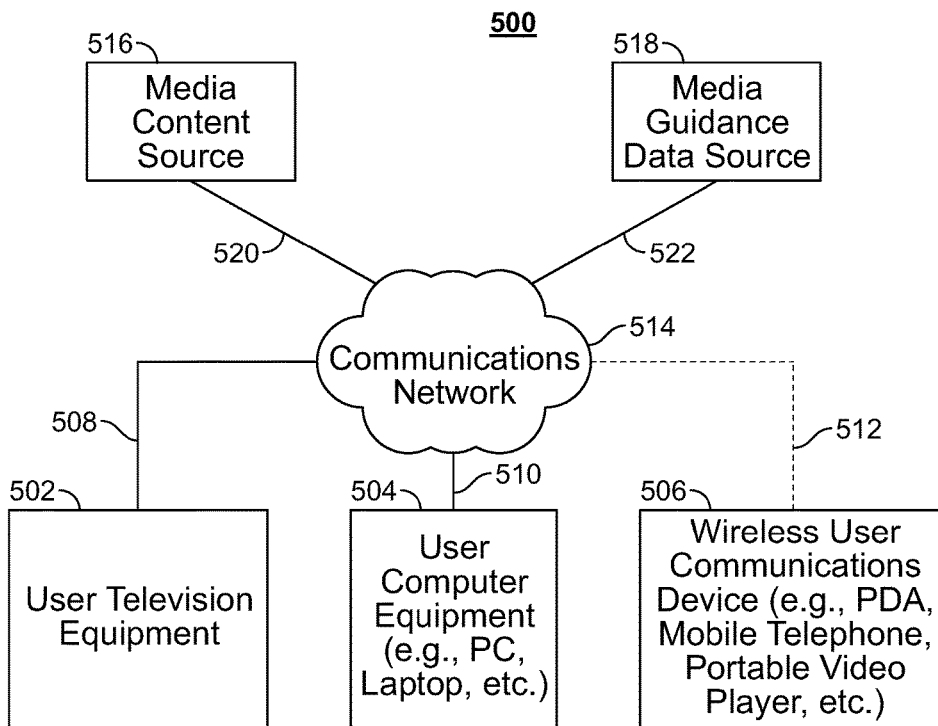 500
516
Media
Content
Source
518
Media
Guidance
Data Source
520
522
514
Communications
Network
508
510
512
502
User Television
Equipment
504
User
Computer
Equipment
(e.g., PC,
Laptop, etc.)
506
Wireless User
Communications
Device (e.g., PDA,
Mobile Telephone,
Portable Video
Player, etc.)